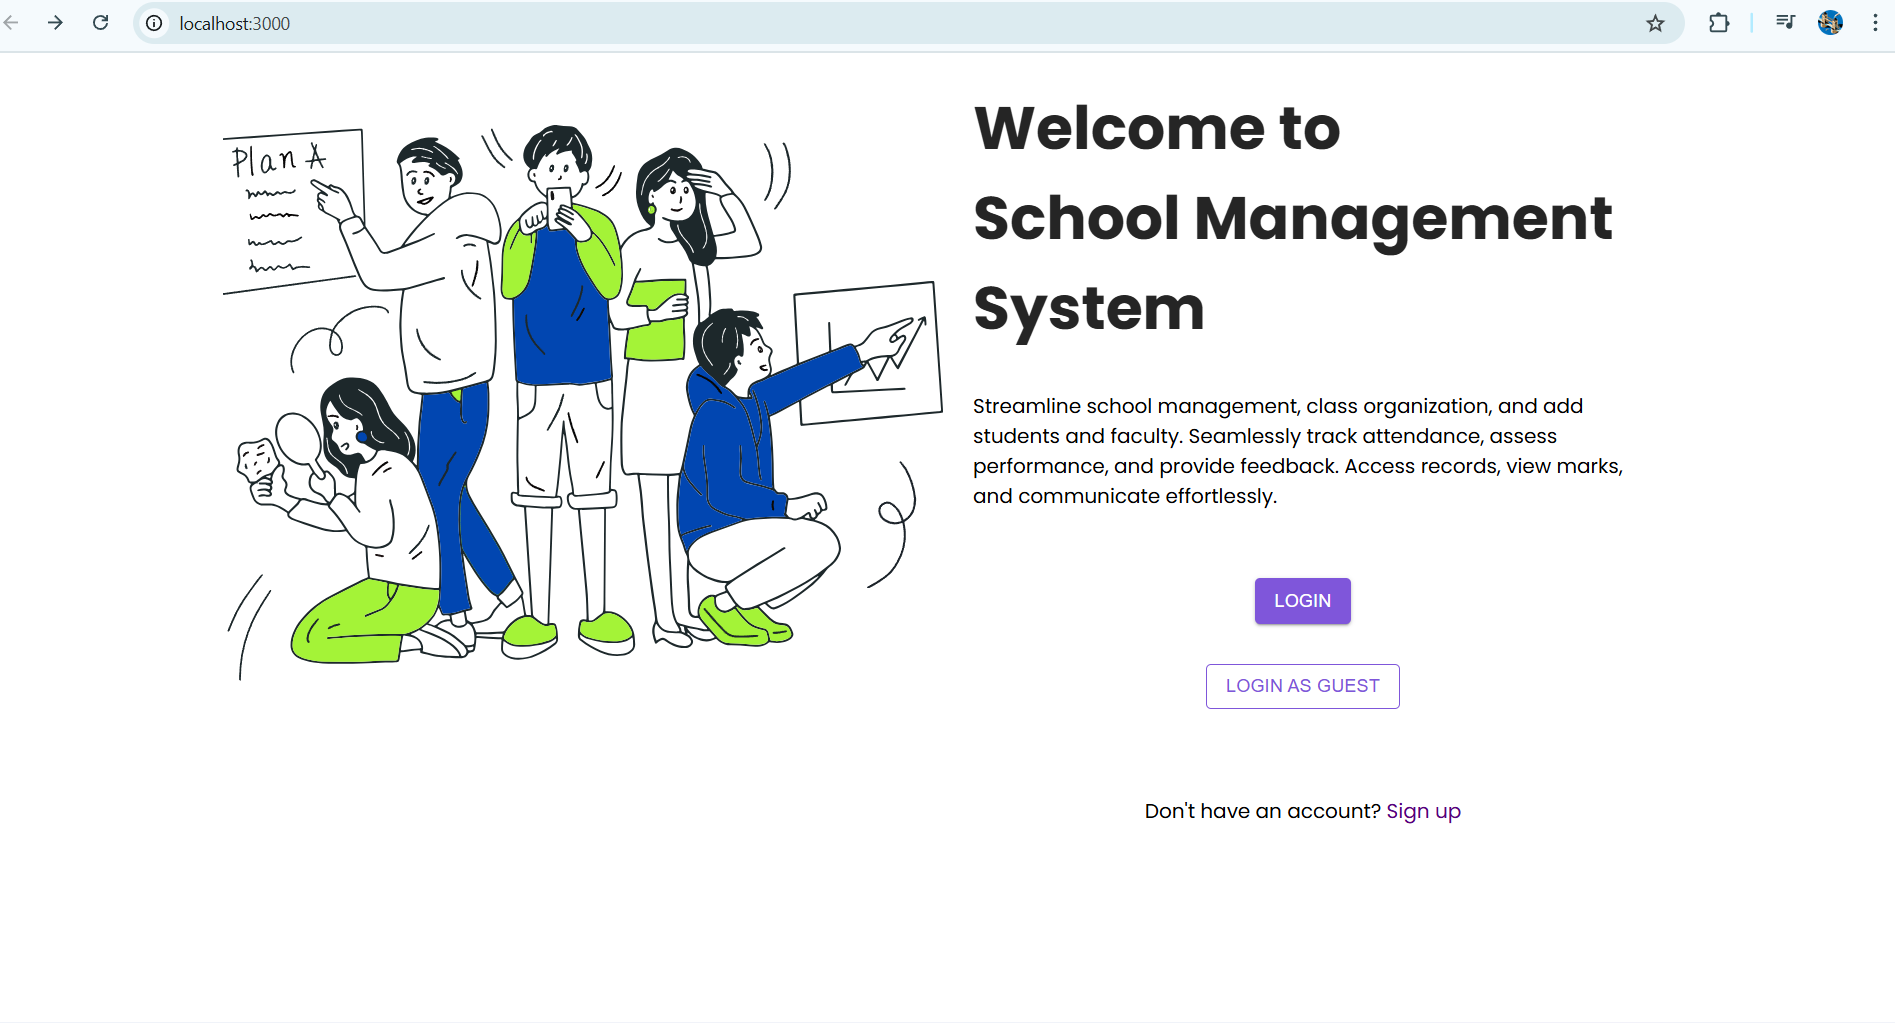 localhost:3000
Plan A
Welcome to
School Management
System
Streamline school management, class organization, and add
students and faculty. Seamlessly track attendance, assess
performance, and provide feedback. Access records, view marks,
and communicate effortlessly.
LOGIN
LOGIN AS GUEST
Don't have an account? Sign up